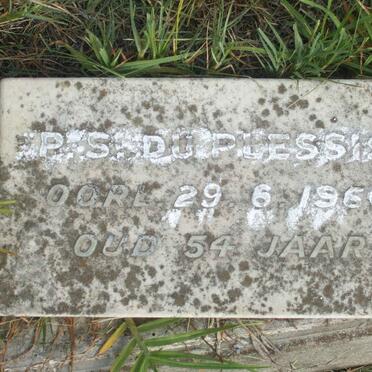 P. S. DU PLESSIS
OORL. 29. 6. 196
OUD 54 JAAR